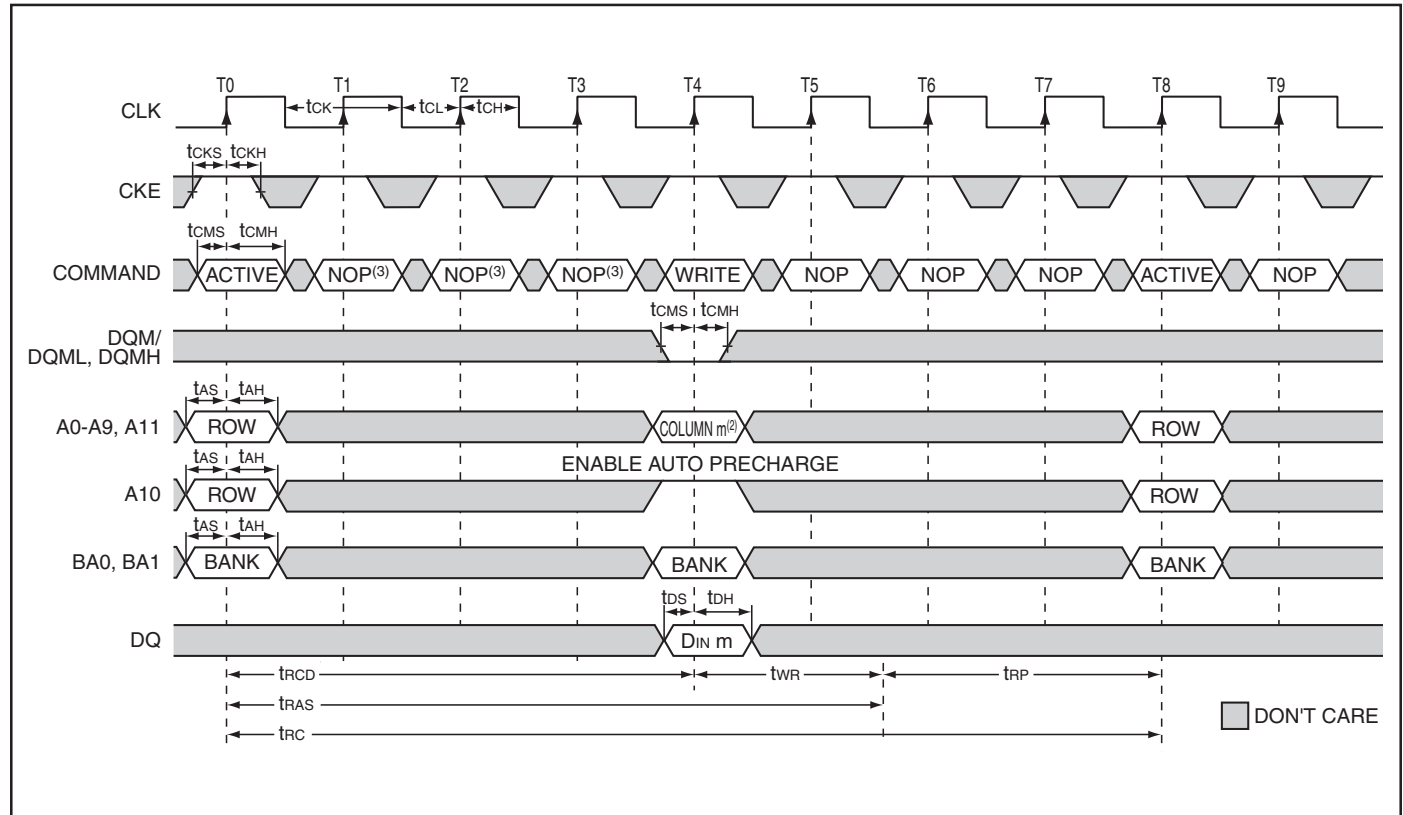 T0 T1 T2 T3 T4 T5 T6 T7 T8 T9
CLK
tCK tCL tCH
tCKS tCKH
CKE
tCMS tCMH
COMMAND ACTIVE NOP(3) NOP(3) NOP(3) WRITE NOP NOP NOP ACTIVE NOP
tCMS tCMH
DQM/
DQML, DQMH
tAS tAH
A0-A9, A11 ROW COLUMN m(2) ROW
tAS tAH ENABLE AUTO PRECHARGE
A10 ROW ROW
tAS tAH
BA0, BA1 BANK BANK BANK
tDS tDH
DQ DIN m
tRCD tWR tRP
tRAS
DON'T CARE
tRC